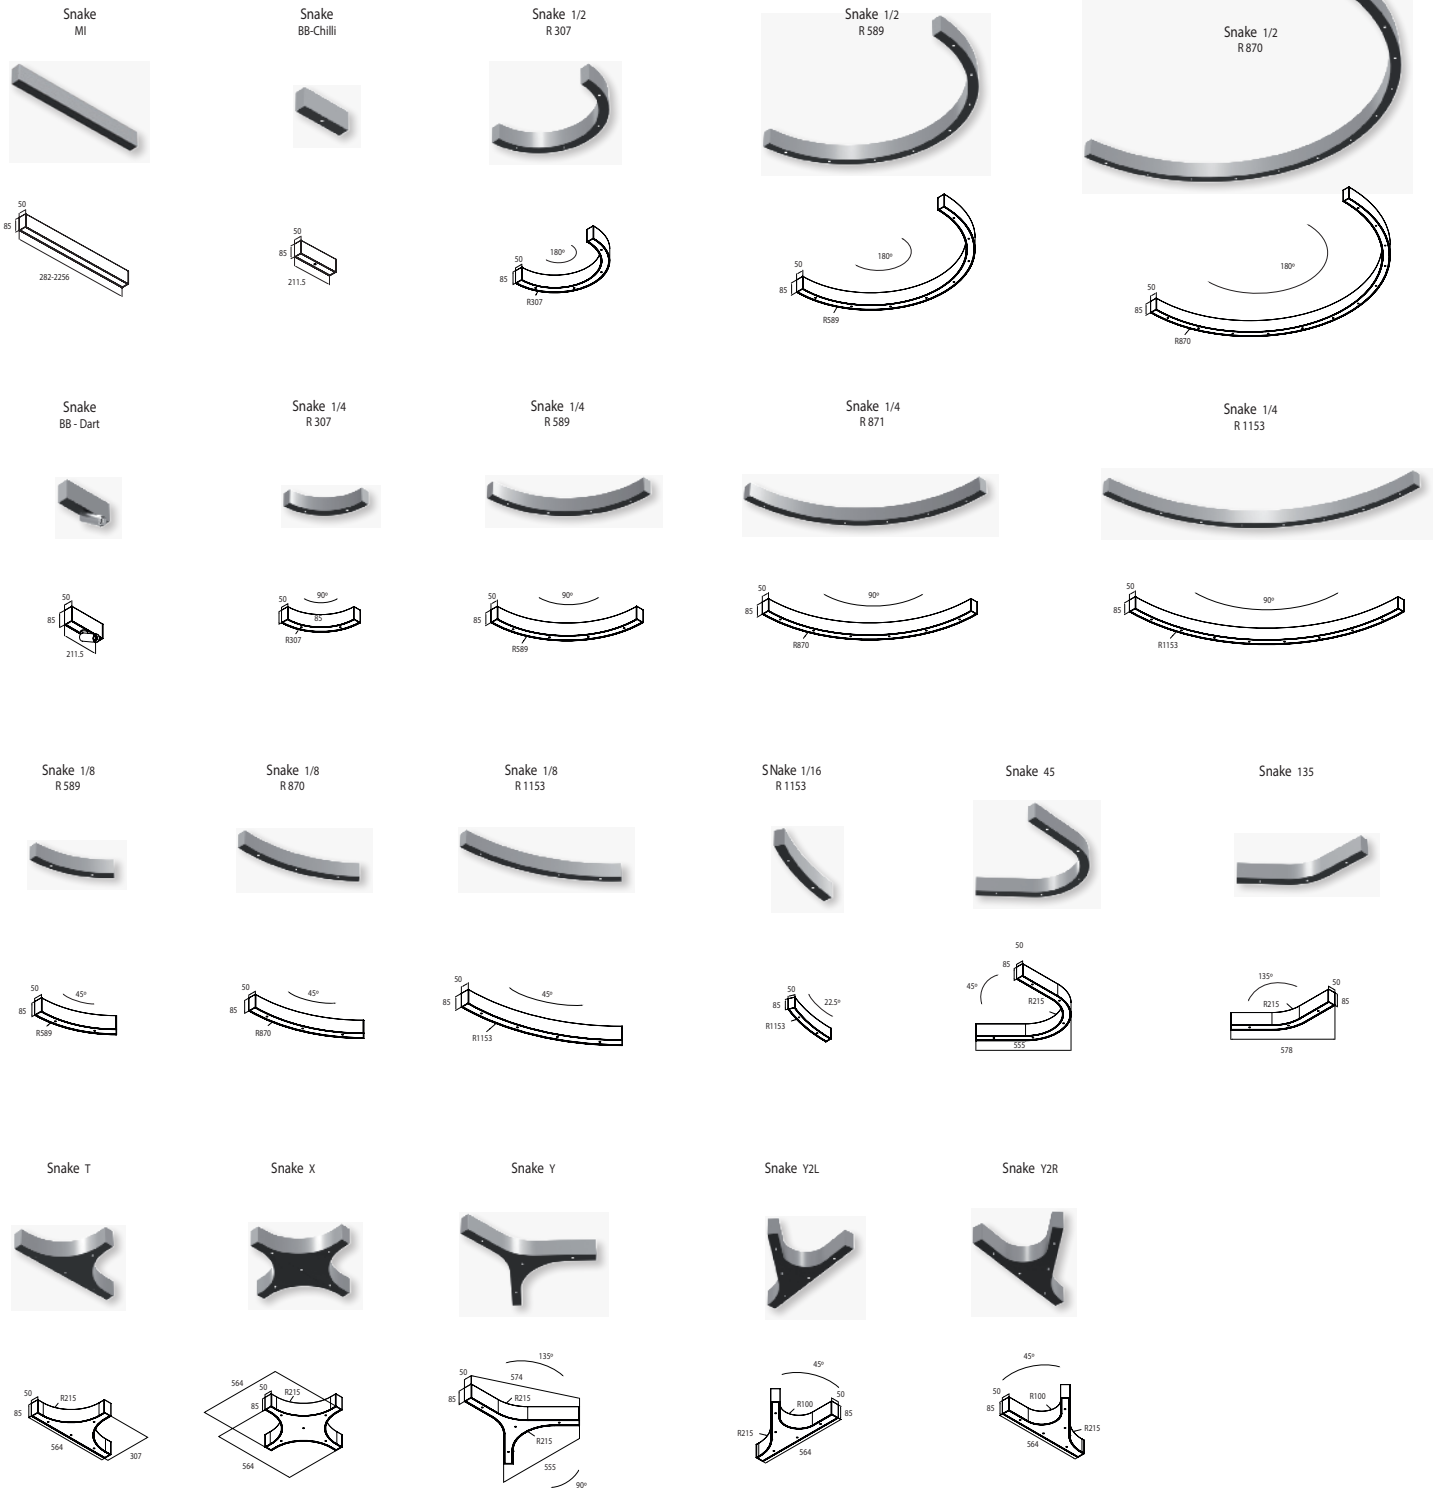 Snake
MI
Snake
BB-Chilli
Snake 1/2
R 307
Snake 1/2
R 589
Snake 1/2
R 870
50
85
282-2256
50
85
211.5
180º
50
85
R307
180º
50
85
R589
180º
50
85
R870
Snake
BB - Dart
Snake 1/4
R 307
Snake 1/4
R 589
Snake 1/4
R 871
Snake 1/4
R 1153
50
85
211.5
90º
50
85
R307
90º
50
85
R589
90º
50
85
R870
90º
50
85
R1153
Snake 1/8
R 589
Snake 1/8
R 870
Snake 1/8
R 1153
SNake 1/16
R 1153
Snake 45
Snake 135
50
45º
85
R589
50
45º
85
R870
50
45º
85
R1153
50
22.5º
85
R1153
50
85
45º
R215
555
135º
50
R215
85
578
Snake T
Snake X
Snake Y
Snake Y2L
Snake Y2R
50
R215
85
564
307
564
50
R215
85
564
135º
50
574
85
R215
R215
555
90º
45º
50
R100
85
R215
564
45º
50
R100
85
R215
564